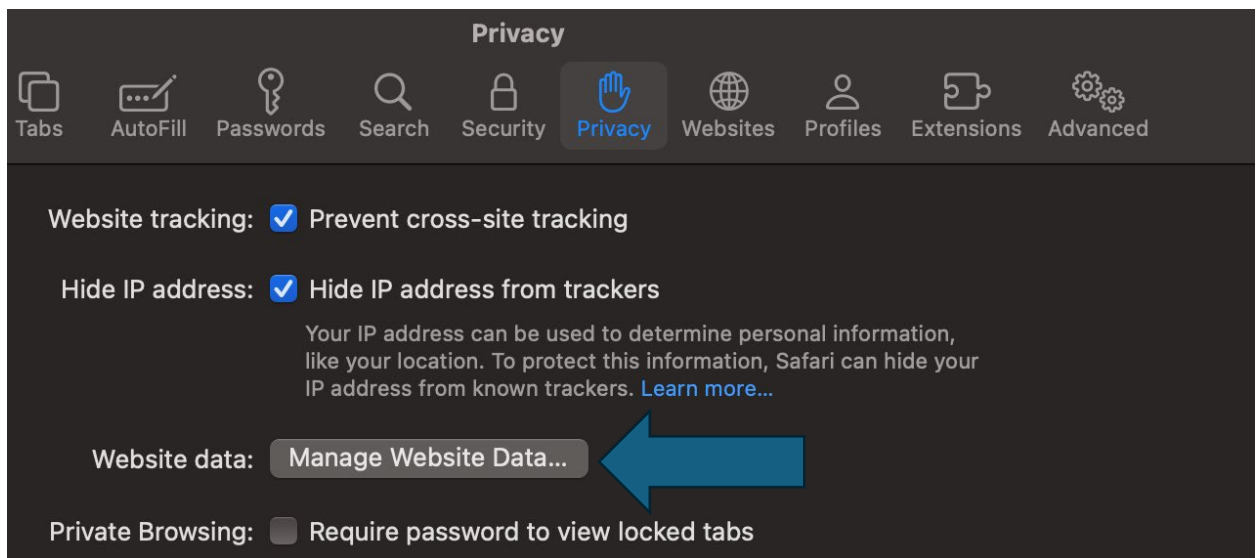 Privacy
Tabs AutoFill Passwords Search Security Privacy Websites Profiles Extensions Advanced
Website tracking: Prevent cross-site tracking
Hide IP address: Hide IP address from trackers
Your IP address can be used to determine personal information,
like your location. To protect this information, Safari can hide your
IP address from known trackers. Learn more...
Website data: Manage Website Data...
Private Browsing: Require password to view locked tabs